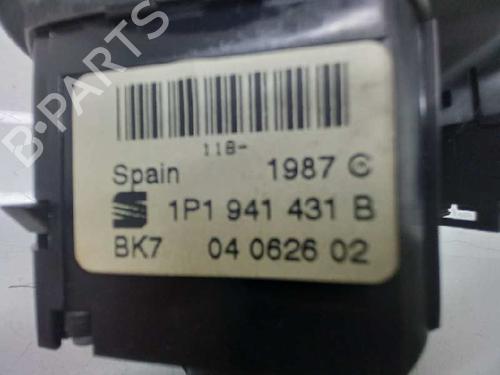 B-PARTS
118-
Spain 1987 C
1P1 941 431 B
BK7 04 0626 02